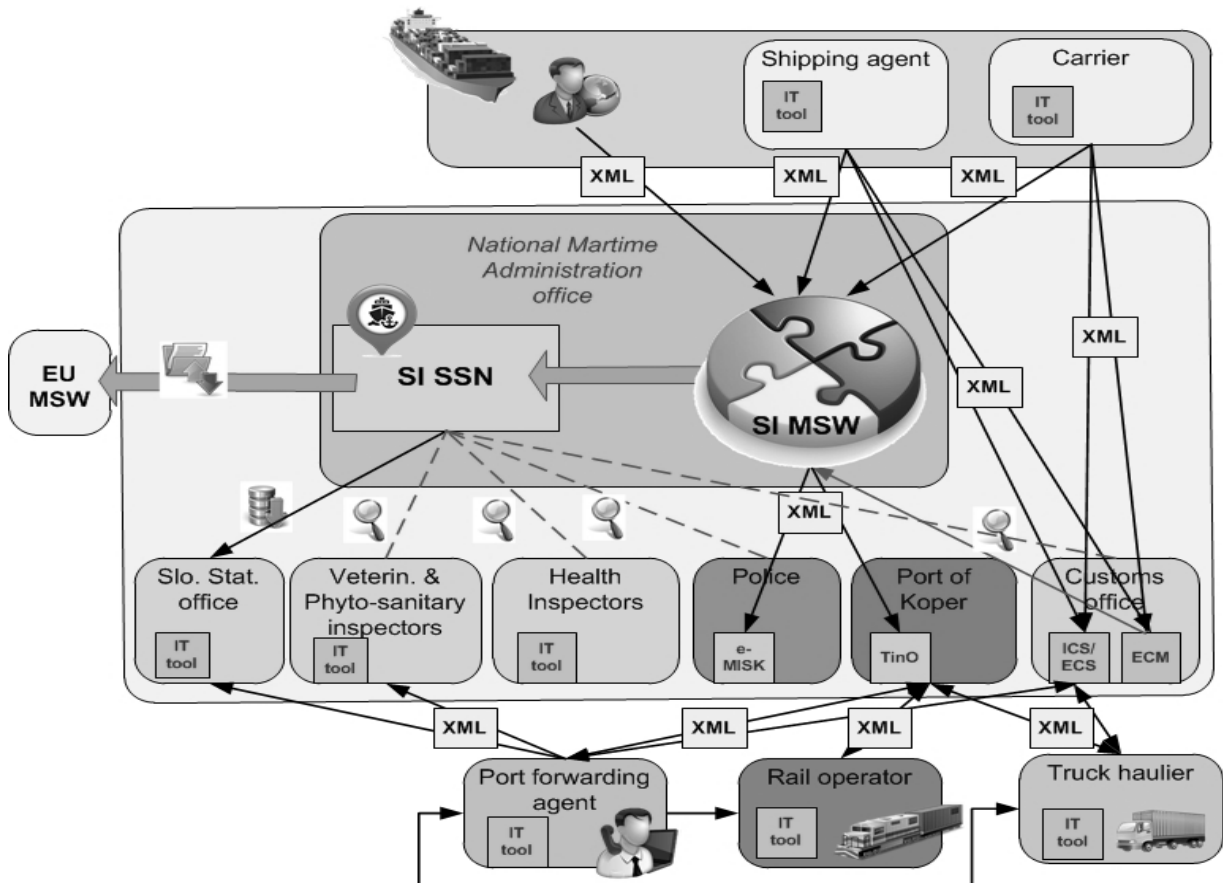 Shipping agent
IT
tool
Carrier
IT
tool
XML
XML
XML
National Martime
Administration
office
EU
MSW
SI SSN
SI MSW
XML
XML
XML
Slo. Stat.
office
IT
tool
Veterin. &
Phyto-sanitary
inspectors
IT
tool
Health
Inspectors
IT
tool
Police
e-
MISK
Port of
Koper
TinO
Customs
office
ICS/
ECS
ECM
XML
XML
XML
XML
Port forwarding
agent
IT
tool
Rail operator
IT
tool
Truck haulier
IT
tool